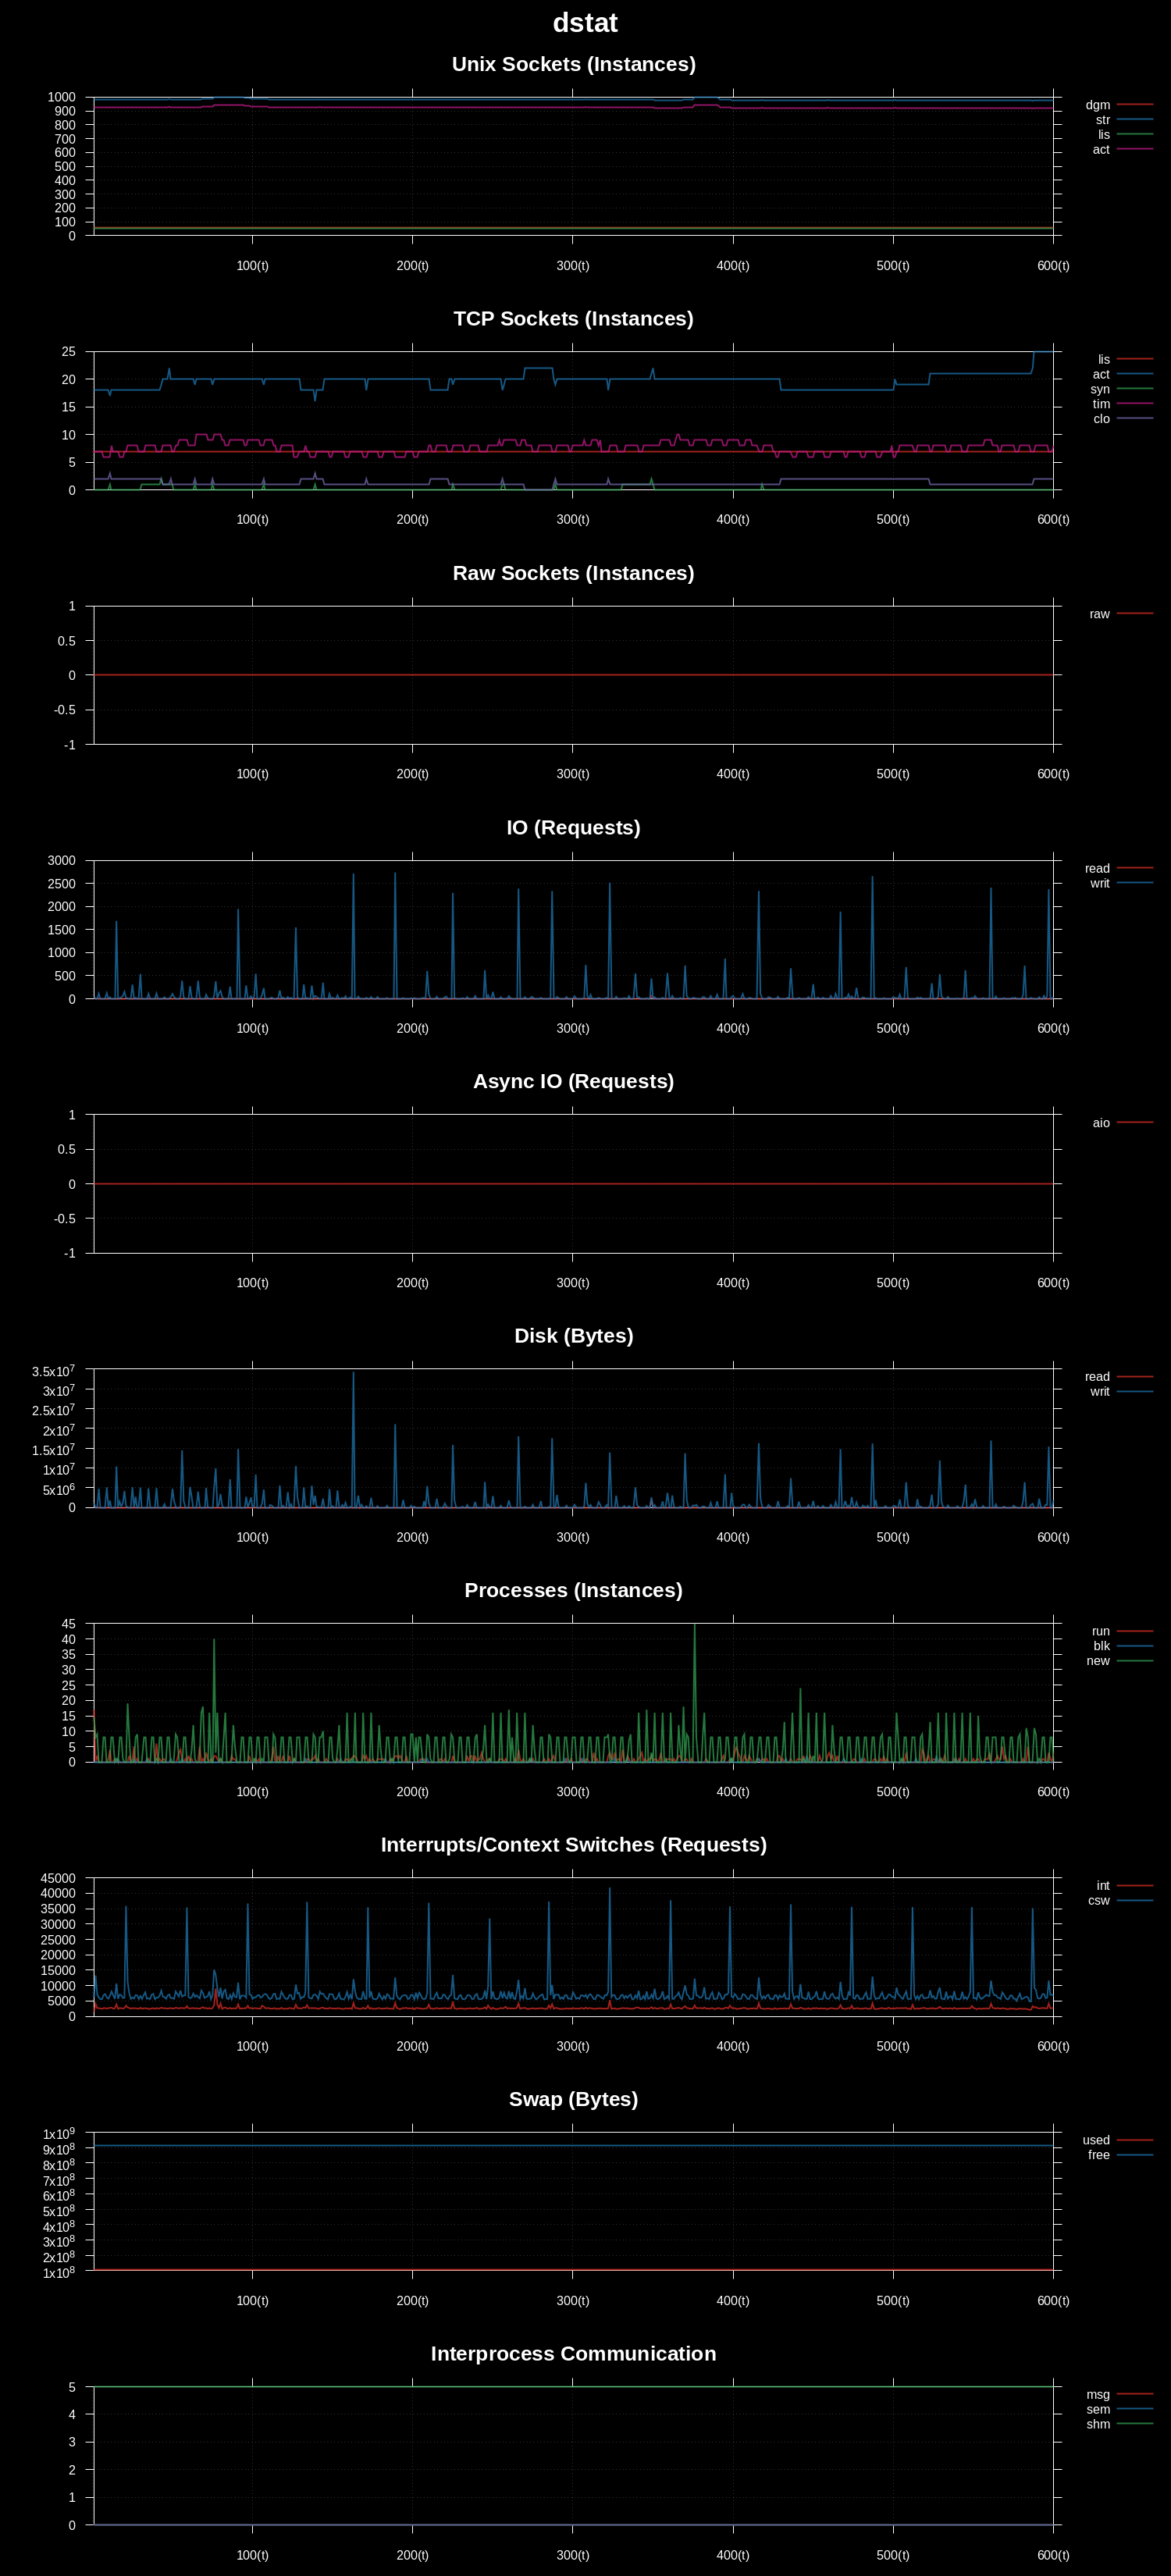 dstat
Unix Sockets (Instances)
1000
900
800
700
600
500
400
300
200
100
0
100(t) 200(t) 300(t) 400(t) 500(t) 600(t)
dgm
str
lis
act
TCP Sockets (Instances)
25
20
15
10
5
0
100(t) 200(t) 300(t) 400(t) 500(t) 600(t)
lis
act
syn
tim
clo
Raw Sockets (Instances)
1
0.5
0
-0.5
-1
100(t) 200(t) 300(t) 400(t) 500(t) 600(t)
raw
IO (Requests)
3000
2500
2000
1500
1000
500
0
100(t) 200(t) 300(t) 400(t) 500(t) 600(t)
read
writ
Async IO (Requests)
1
0.5
0
-0.5
-1
100(t) 200(t) 300(t) 400(t) 500(t) 600(t)
aio
Disk (Bytes)
3.5x10⁷
3x10⁷
2.5x10⁷
2x10⁷
1.5x10⁷
1x10⁷
5x10⁶
0
100(t) 200(t) 300(t) 400(t) 500(t) 600(t)
read
writ
Processes (Instances)
45
40
35
30
25
20
15
10
5
0
100(t) 200(t) 300(t) 400(t) 500(t) 600(t)
run
blk
new
Interrupts/Context Switches (Requests)
45000
40000
35000
30000
25000
20000
15000
10000
5000
0
100(t) 200(t) 300(t) 400(t) 500(t) 600(t)
int
csw
Swap (Bytes)
1x10⁹
9x10⁸
8x10⁸
7x10⁸
6x10⁸
5x10⁸
4x10⁸
3x10⁸
2x10⁸
1x10⁸
100(t) 200(t) 300(t) 400(t) 500(t) 600(t)
used
free
Interprocess Communication
5
4
3
2
1
0
100(t) 200(t) 300(t) 400(t) 500(t) 600(t)
msg
sem
shm